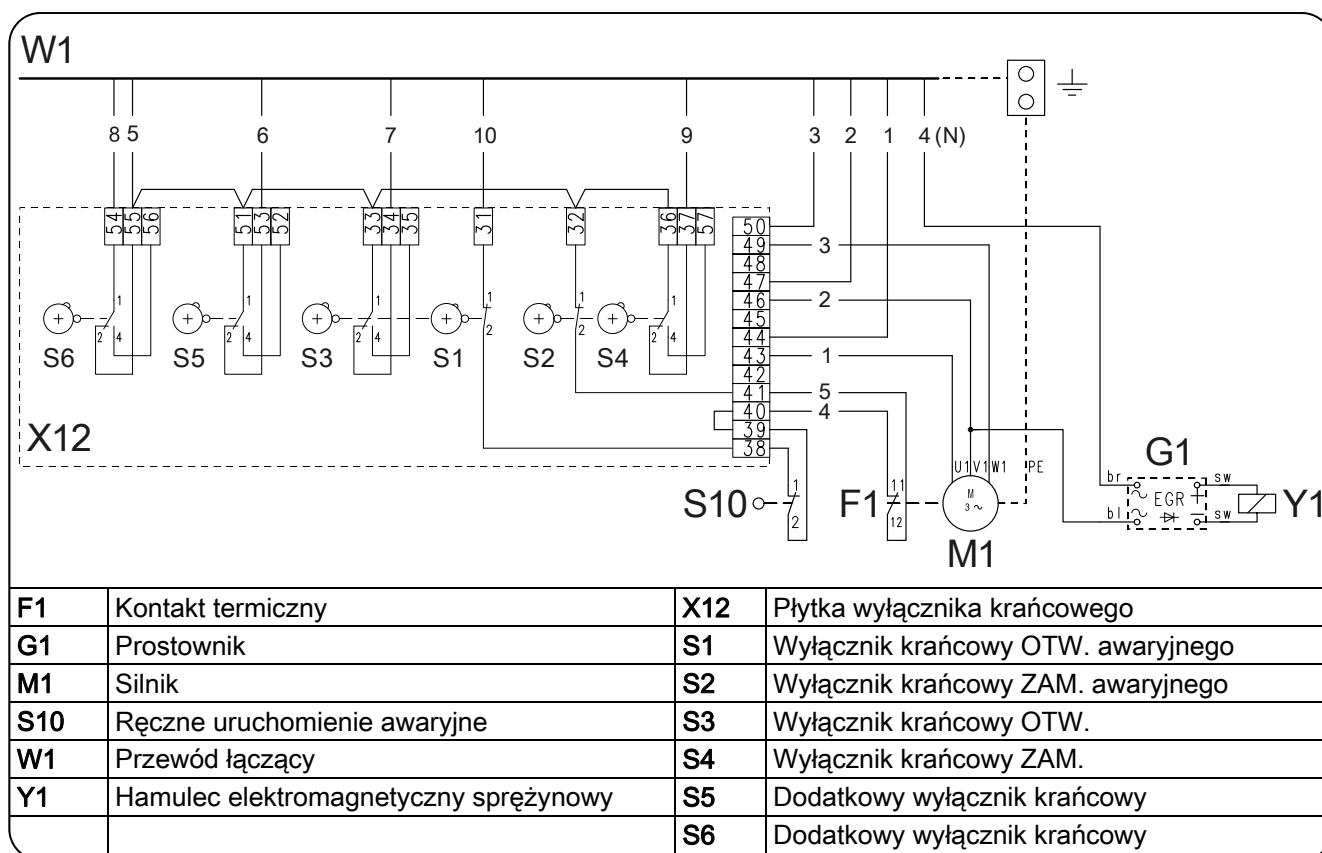 W1
8 5 6 7 10 9 3 2 1 4 (N)
54 55 56 51 53 52 33 34 35 31 32 36 37 57
50
49 3
48
47
46 2
45
44
43 1
42
41 5
40 4
39
38
1 1 1 1 1 1
2 4 2 4 2 4 2 2 2 4
S6 S5 S3 S1 S2 S4
X12
U1 V1 W1 PE
G1
br sw
EGR
bl sw
Y1
S10
1
2
F1
11
12
M
3 ~
M1
F1 Kontakt termiczny X12 Płytka wyłącznika krańcowego
G1 Prostownik S1 Wyłącznik krańcowy OTW. awaryjnego
M1 Silnik S2 Wyłącznik krańcowy ZAM. awaryjnego
S10 Ręczne uruchomienie awaryjne S3 Wyłącznik krańcowy OTW.
W1 Przewód łączący S4 Wyłącznik krańcowy ZAM.
Y1 Hamulec elektromagnetyczny sprężynowy S5 Dodatkowy wyłącznik krańcowy
S6 Dodatkowy wyłącznik krańcowy